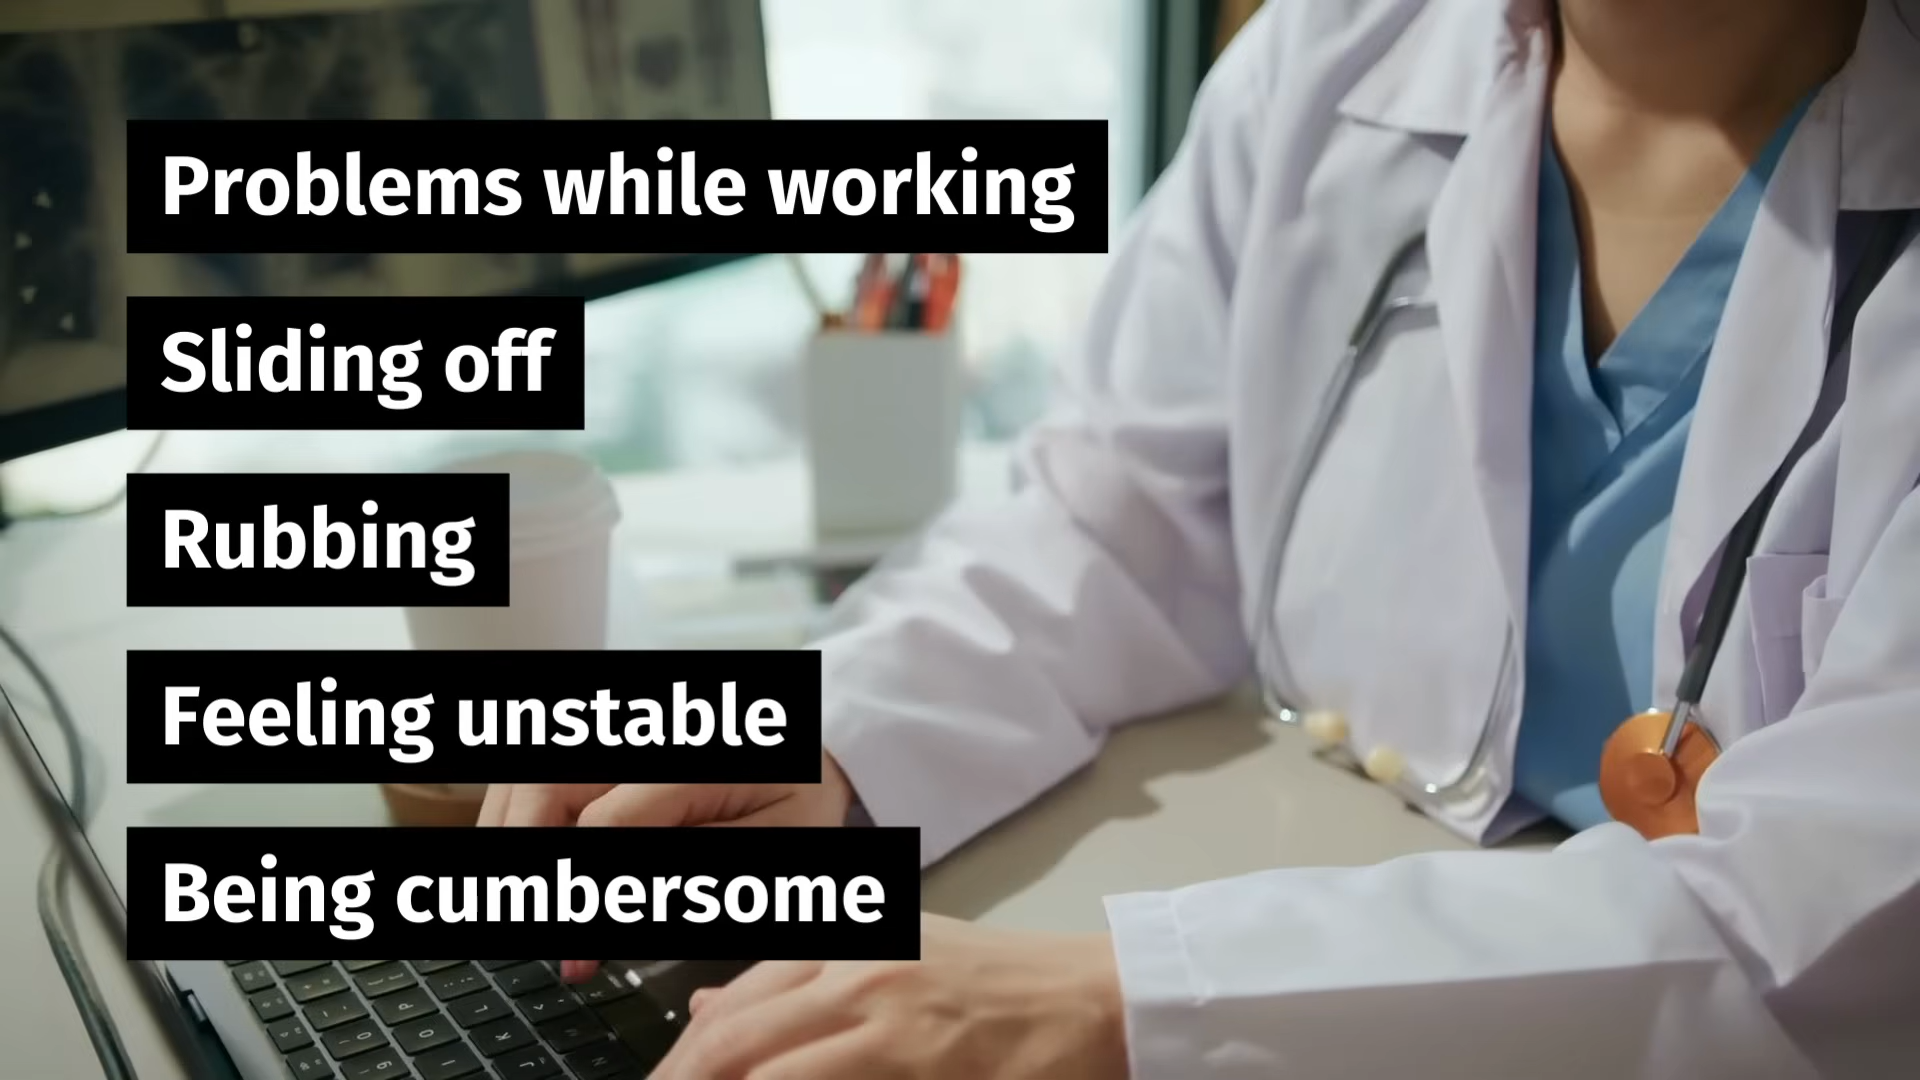 Problems while working
Sliding off
Rubbing
Feeling unstable
Being cumbersome